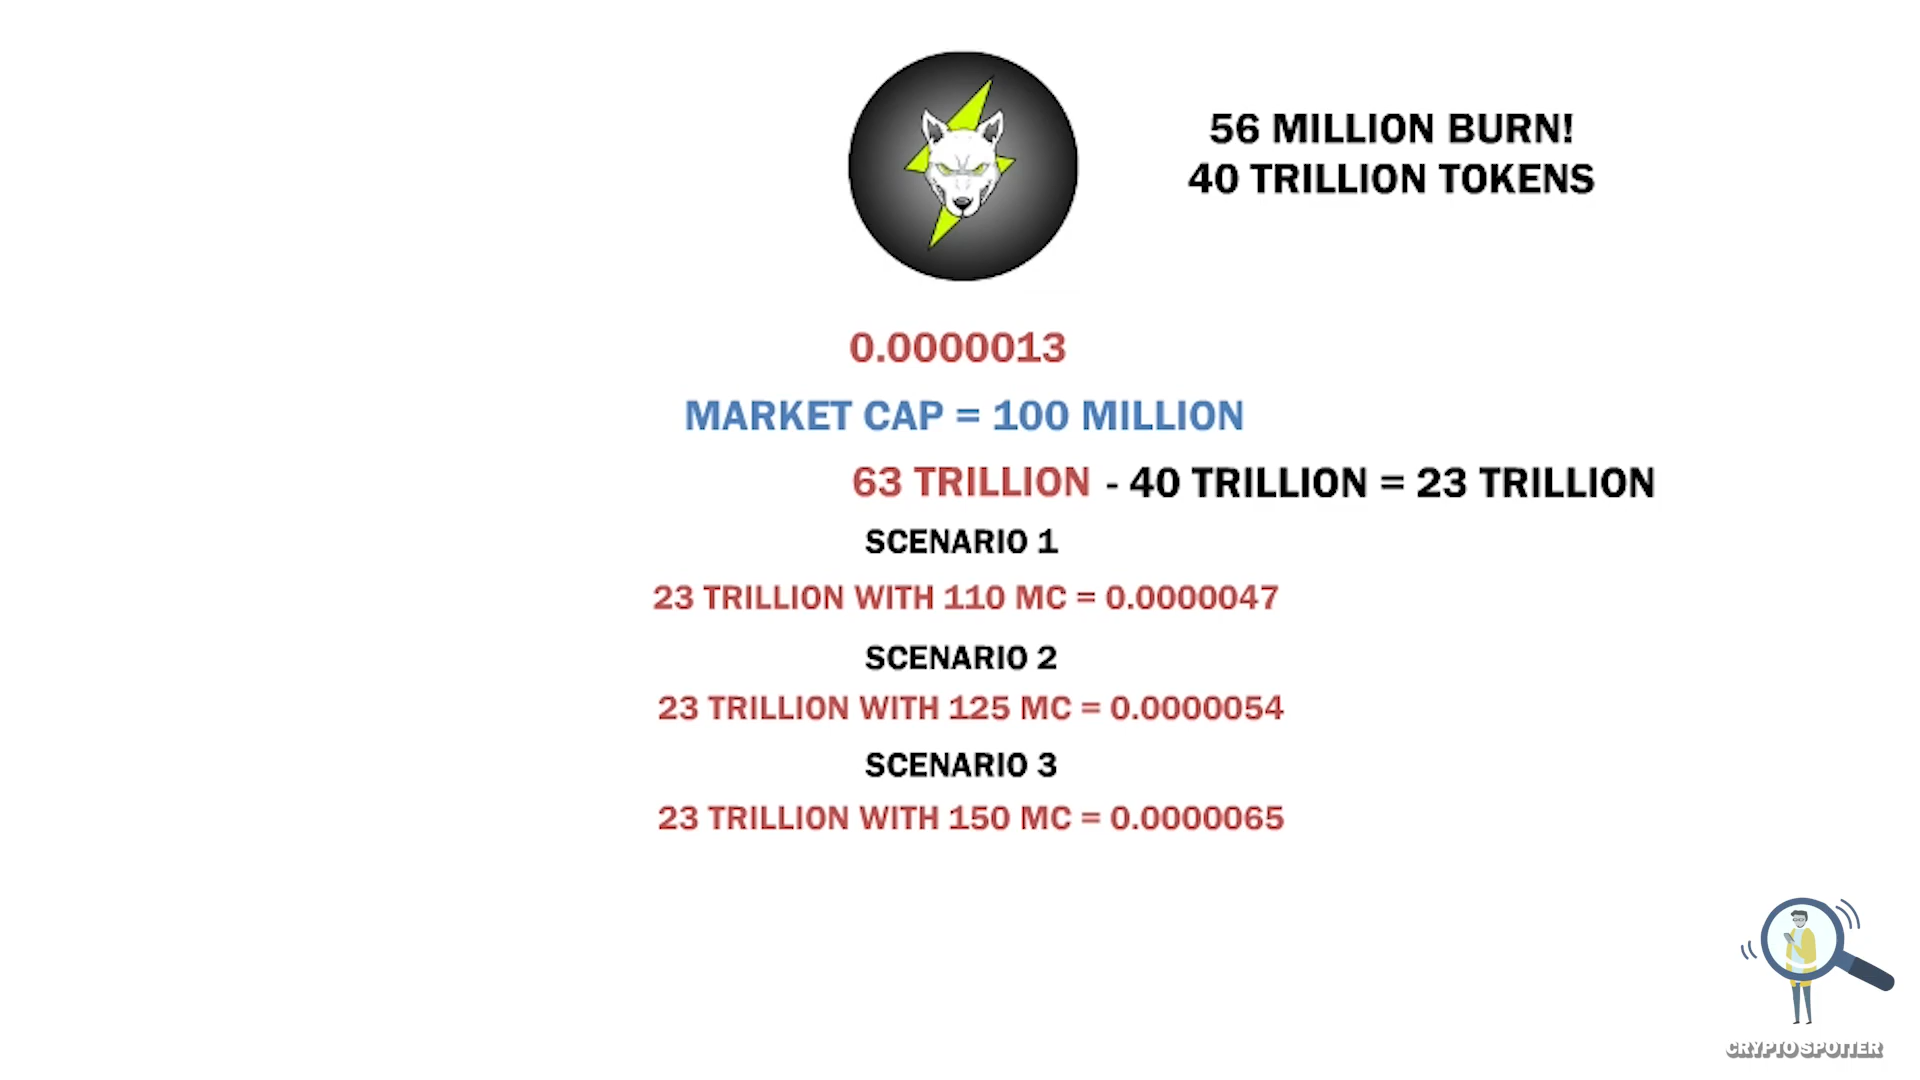 56 MILLION BURN!
40 TRILLION TOKENS
0.0000013
MARKET CAP = 100 MILLION
63 TRILLION - 40 TRILLION = 23 TRILLION
SCENARIO 1
23 TRILLION WITH 110 MC = 0.0000047
SCENARIO 2
23 TRILLION WITH 125 MC = 0.0000054
SCENARIO 3
23 TRILLION WITH 150 MC = 0.0000065
CRYPTO SPOTTER